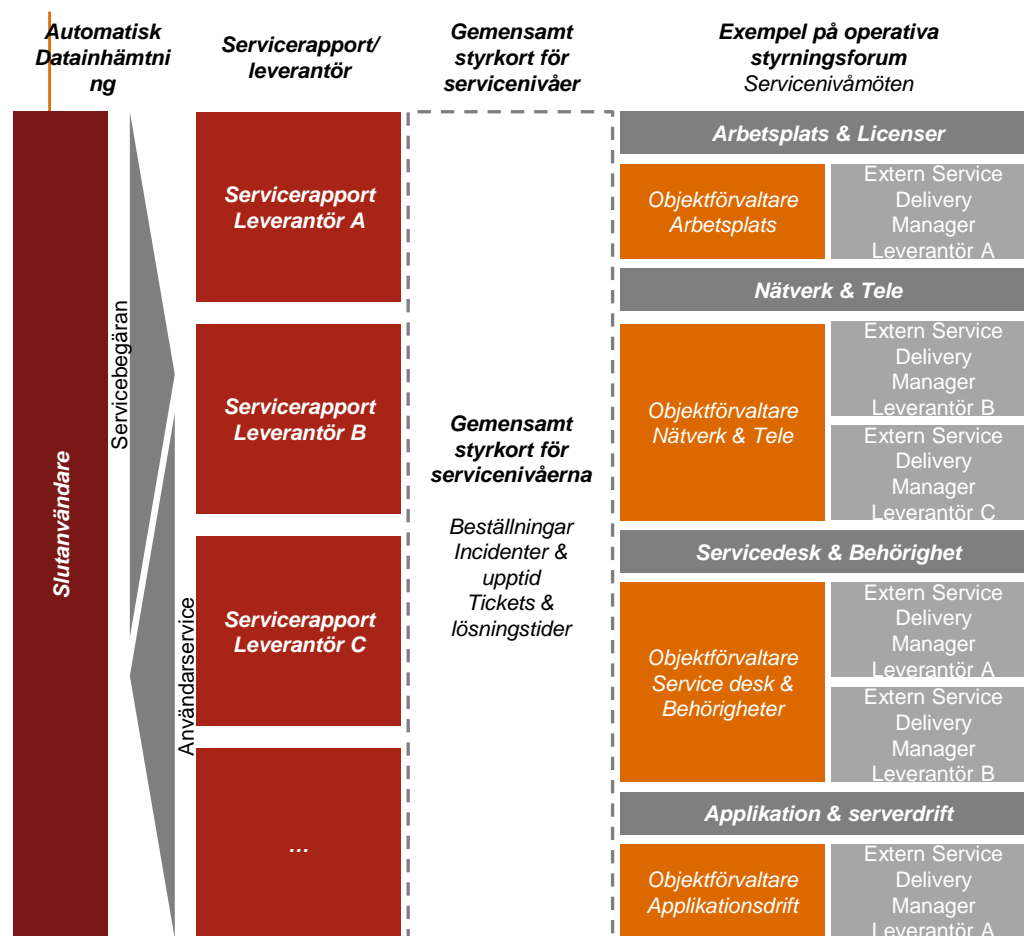 Automatisk
Datainhämtni
ng
Servicerapport/
leverantör
Gemensamt
styrkort för
servicenivåer
Exempel på operativa
styrningsforum
Servicenivåmöten
Slutanvändare
Servicebegäran
Användarservice
Servicerapport
Leverantör A
Servicerapport
Leverantör B
Servicerapport
Leverantör C
…
Gemensamt
styrkort för
servicenivåerna
Beställningar
Incidenter &
upptid
Tickets &
lösningstider
Arbetsplats & Licenser
Objektförvaltare
Arbetsplats
Extern Service
Delivery
Manager
Leverantör A
Nätverk & Tele
Objektförvaltare
Nätverk & Tele
Extern Service
Delivery
Manager
Leverantör B
Extern Service
Delivery
Manager
Leverantör C
Servicedesk & Behörighet
Objektförvaltare
Service desk &
Behörigheter
Extern Service
Delivery
Manager
Leverantör A
Extern Service
Delivery
Manager
Leverantör B
Applikation & serverdrift
Objektförvaltare
Applikationsdrift
Extern Service
Delivery
Manager
Leverantör A